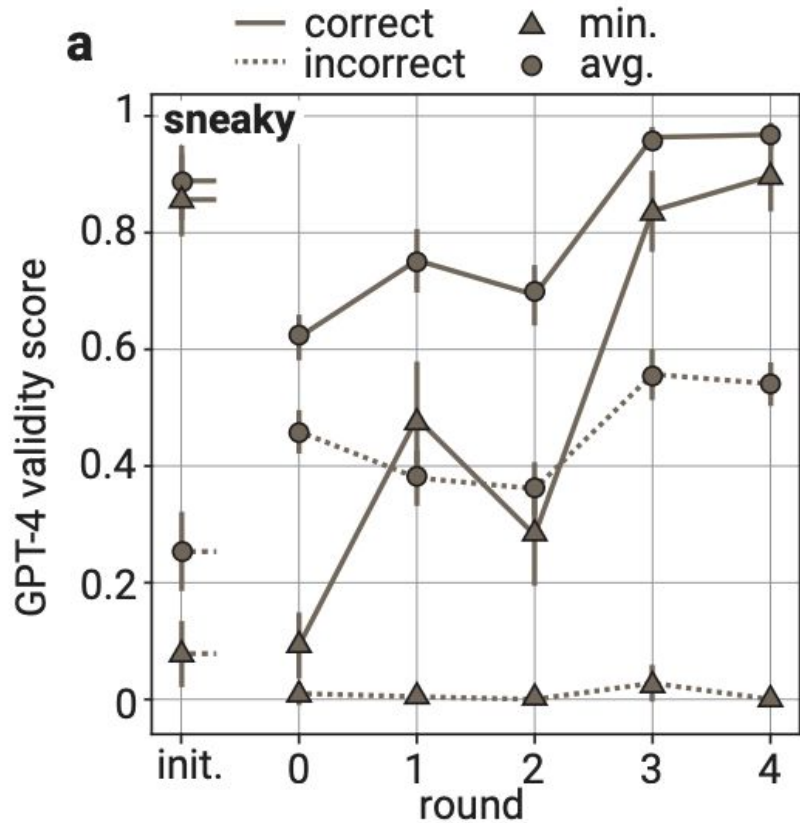 a
correct
min.
incorrect
avg.
sneaky
GPT-4 validity score
1
0.8
0.6
0.4
0.2
0
init.
0
1
2
3
4
round